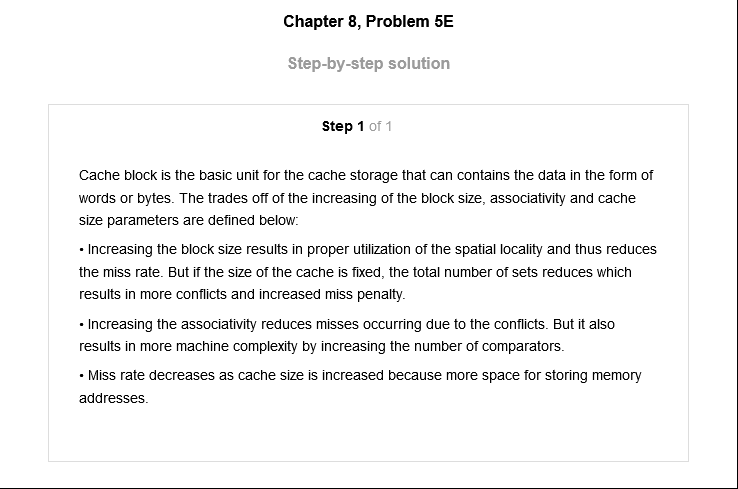 Chapter 8, Problem 5E
Step-by-step solution
Step 1 of 1
Cache block is the basic unit for the cache storage that can contains the data in the form of
words or bytes. The trades off of the increasing of the block size, associativity and cache
size parameters are defined below:
• Increasing the block size results in proper utilization of the spatial locality and thus reduces
the miss rate. But if the size of the cache is fixed, the total number of sets reduces which
results in more conflicts and increased miss penalty.
• Increasing the associativity reduces misses occurring due to the conflicts. But it also
results in more machine complexity by increasing the number of comparators.
• Miss rate decreases as cache size is increased because more space for storing memory
addresses.